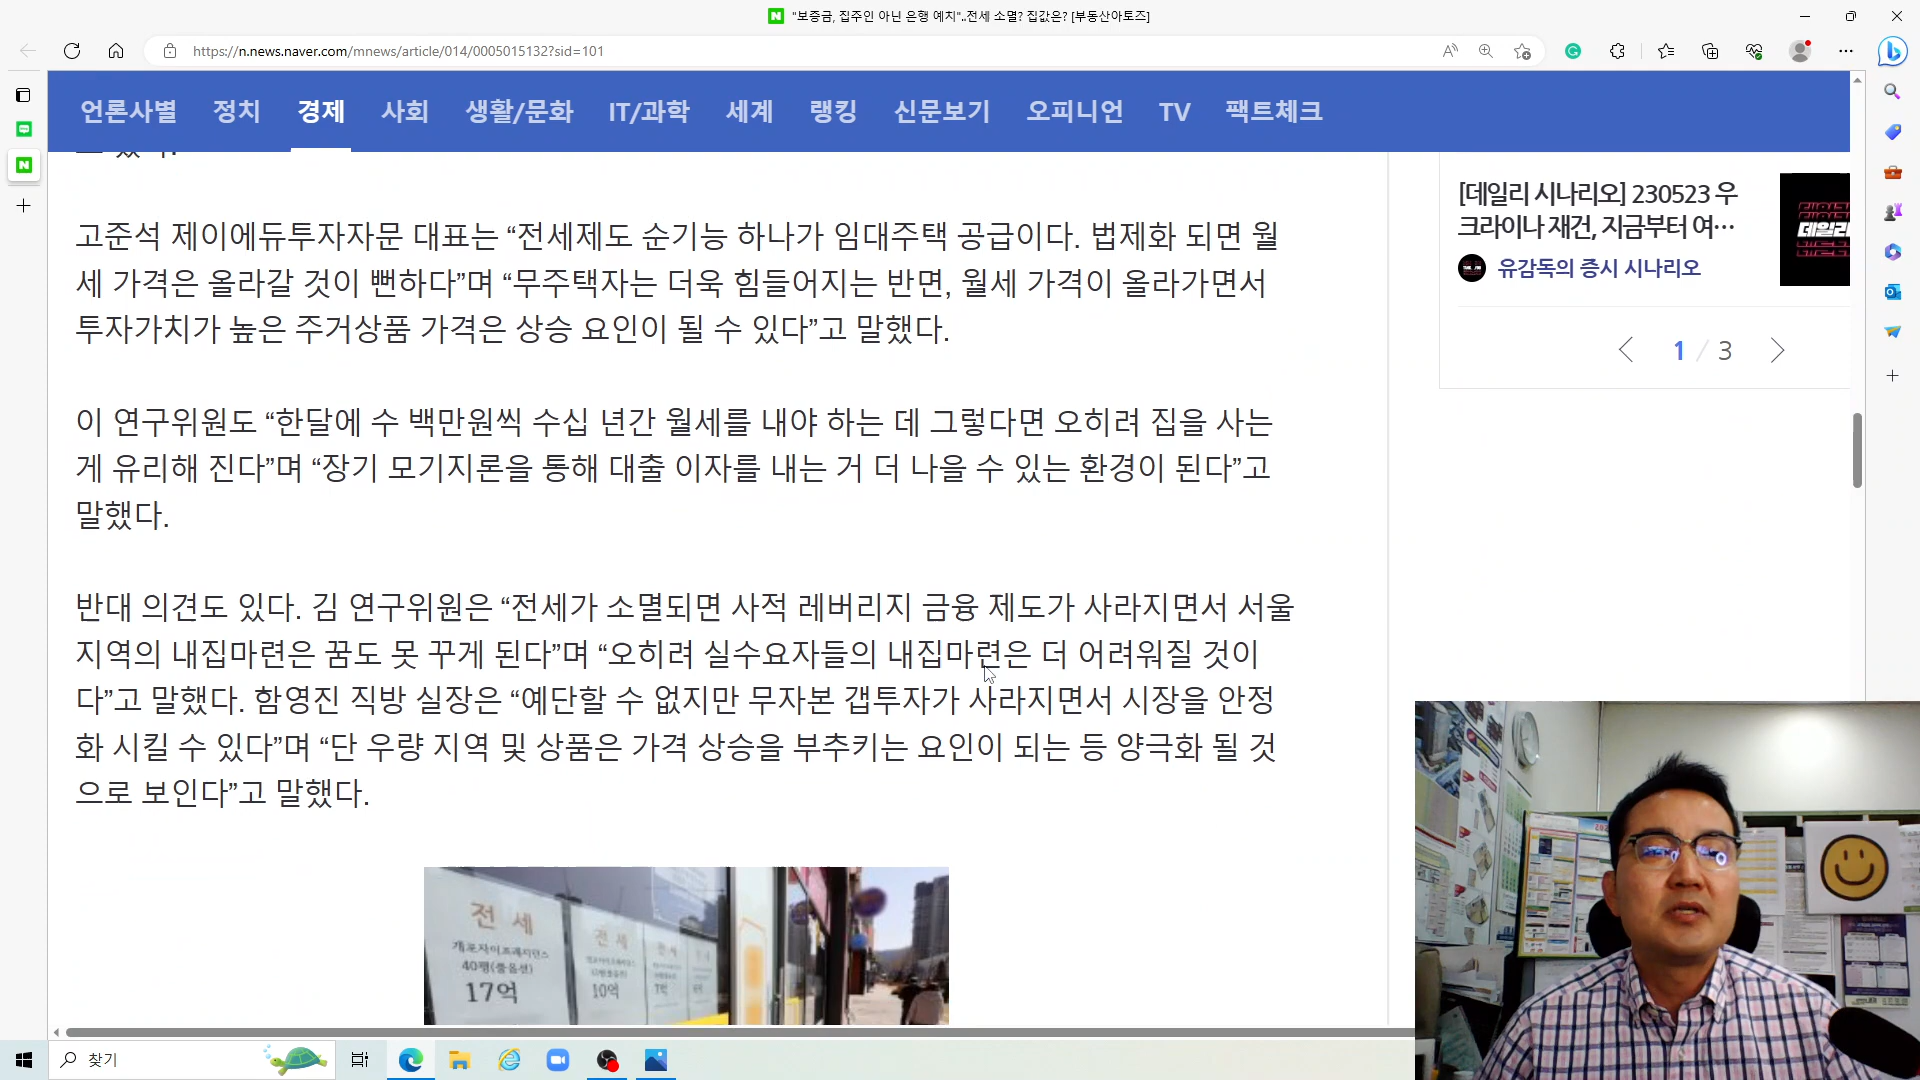 "보증금, 집주인 아닌 은행 예치"..전세 소멸? 집값은? [부동산아토즈]
https://n.news.naver.com/mnews/article/014/0005015132?sid=101
언론사별 정치 경제 사회 생활/문화 IT/과학 세계 랭킹 신문보기 오피니언 TV 팩트체크
고준석 제이에듀투자자문 대표는 “전세제도 순기능 하나가 임대주택 공급이다. 법제화 되면 월
세 가격은 올라갈 것이 뻔하다”며 “무주택자는 더욱 힘들어지는 반면, 월세 가격이 올라가면서
투자가치가 높은 주거상품 가격은 상승 요인이 될 수 있다”고 말했다.
이 연구위원도 “한달에 수 백만원씩 수십 년간 월세를 내야 하는 데 그렇다면 오히려 집을 사는
게 유리해 진다”며 “장기 모기지론을 통해 대출 이자를 내는 거 더 나을 수 있는 환경이 된다”고
말했다.
반대 의견도 있다. 김 연구위원은 “전세가 소멸되면 사적 레버리지 금융 제도가 사라지면서 서울
지역의 내집마련은 꿈도 못 꾸게 된다”며 “오히려 실수요자들의 내집마련은 더 어려워질 것이
다”고 말했다. 함영진 직방 실장은 “예단할 수 없지만 무자본 갭투자가 사라지면서 시장을 안정
화 시킬 수 있다”며 “단 우량 지역 및 상품은 가격 상승을 부추키는 요인이 되는 등 양극화 될 것
으로 보인다”고 말했다.
전 세
개포자이프레지던스
40평(풀옵션)
17억
전 세
10억
7억
[데일리 시나리오] 230523 우
크라이나 재건, 지금부터 여…
유감독의 증시 시나리오
데일리
1 / 3
찾기